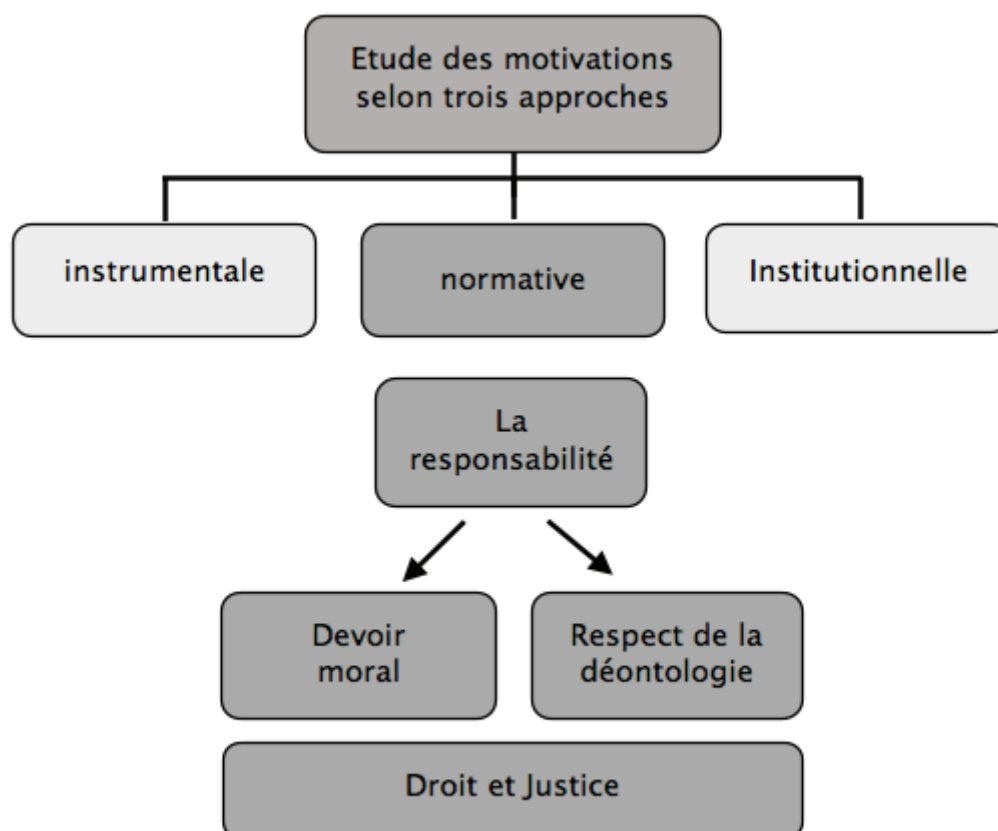 Etude des motivations
selon trois approches
instrumentale
normative
Institutionnelle
La
responsabilité
Devoir
moral
Respect de la
déontologie
Droit et Justice